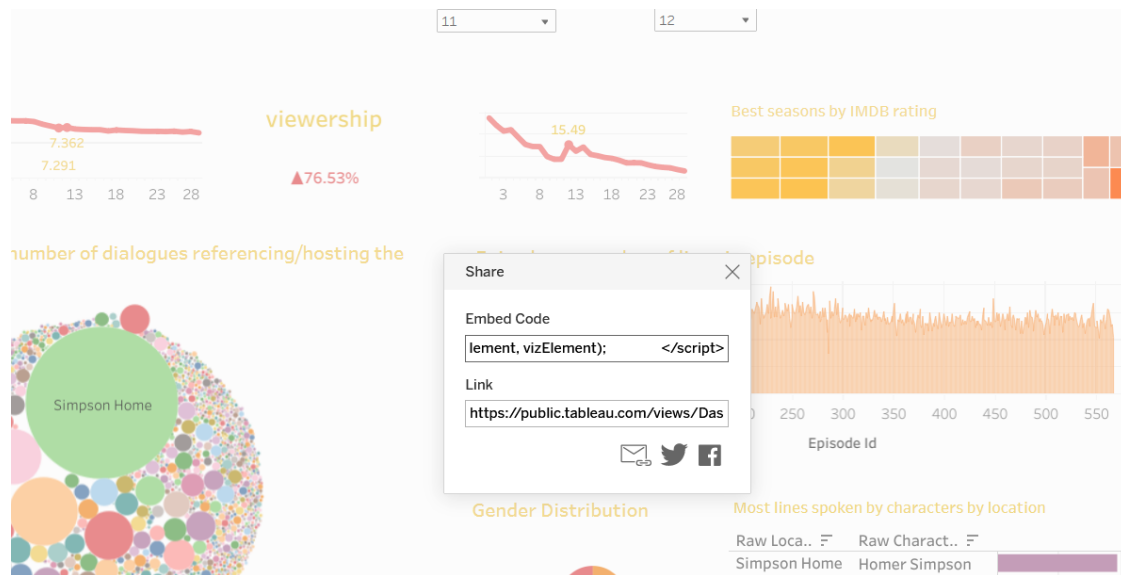 11
12
7.362
7.291
8 13 18 23 28
viewership
▲76.53%
15.49
3 8 13 18 23 28
Best seasons by IMDB rating
number of dialogues referencing/hosting the
Simpson Home
episode
250 300 350 400 450 500 550
Episode Id
Share
Embed Code
lement, vizElement); </script>
Link
https://public.tableau.com/views/Das
Gender Distribution
Most lines spoken by characters by location
Raw Loca.. Raw Charact..
Simpson Home Homer Simpson